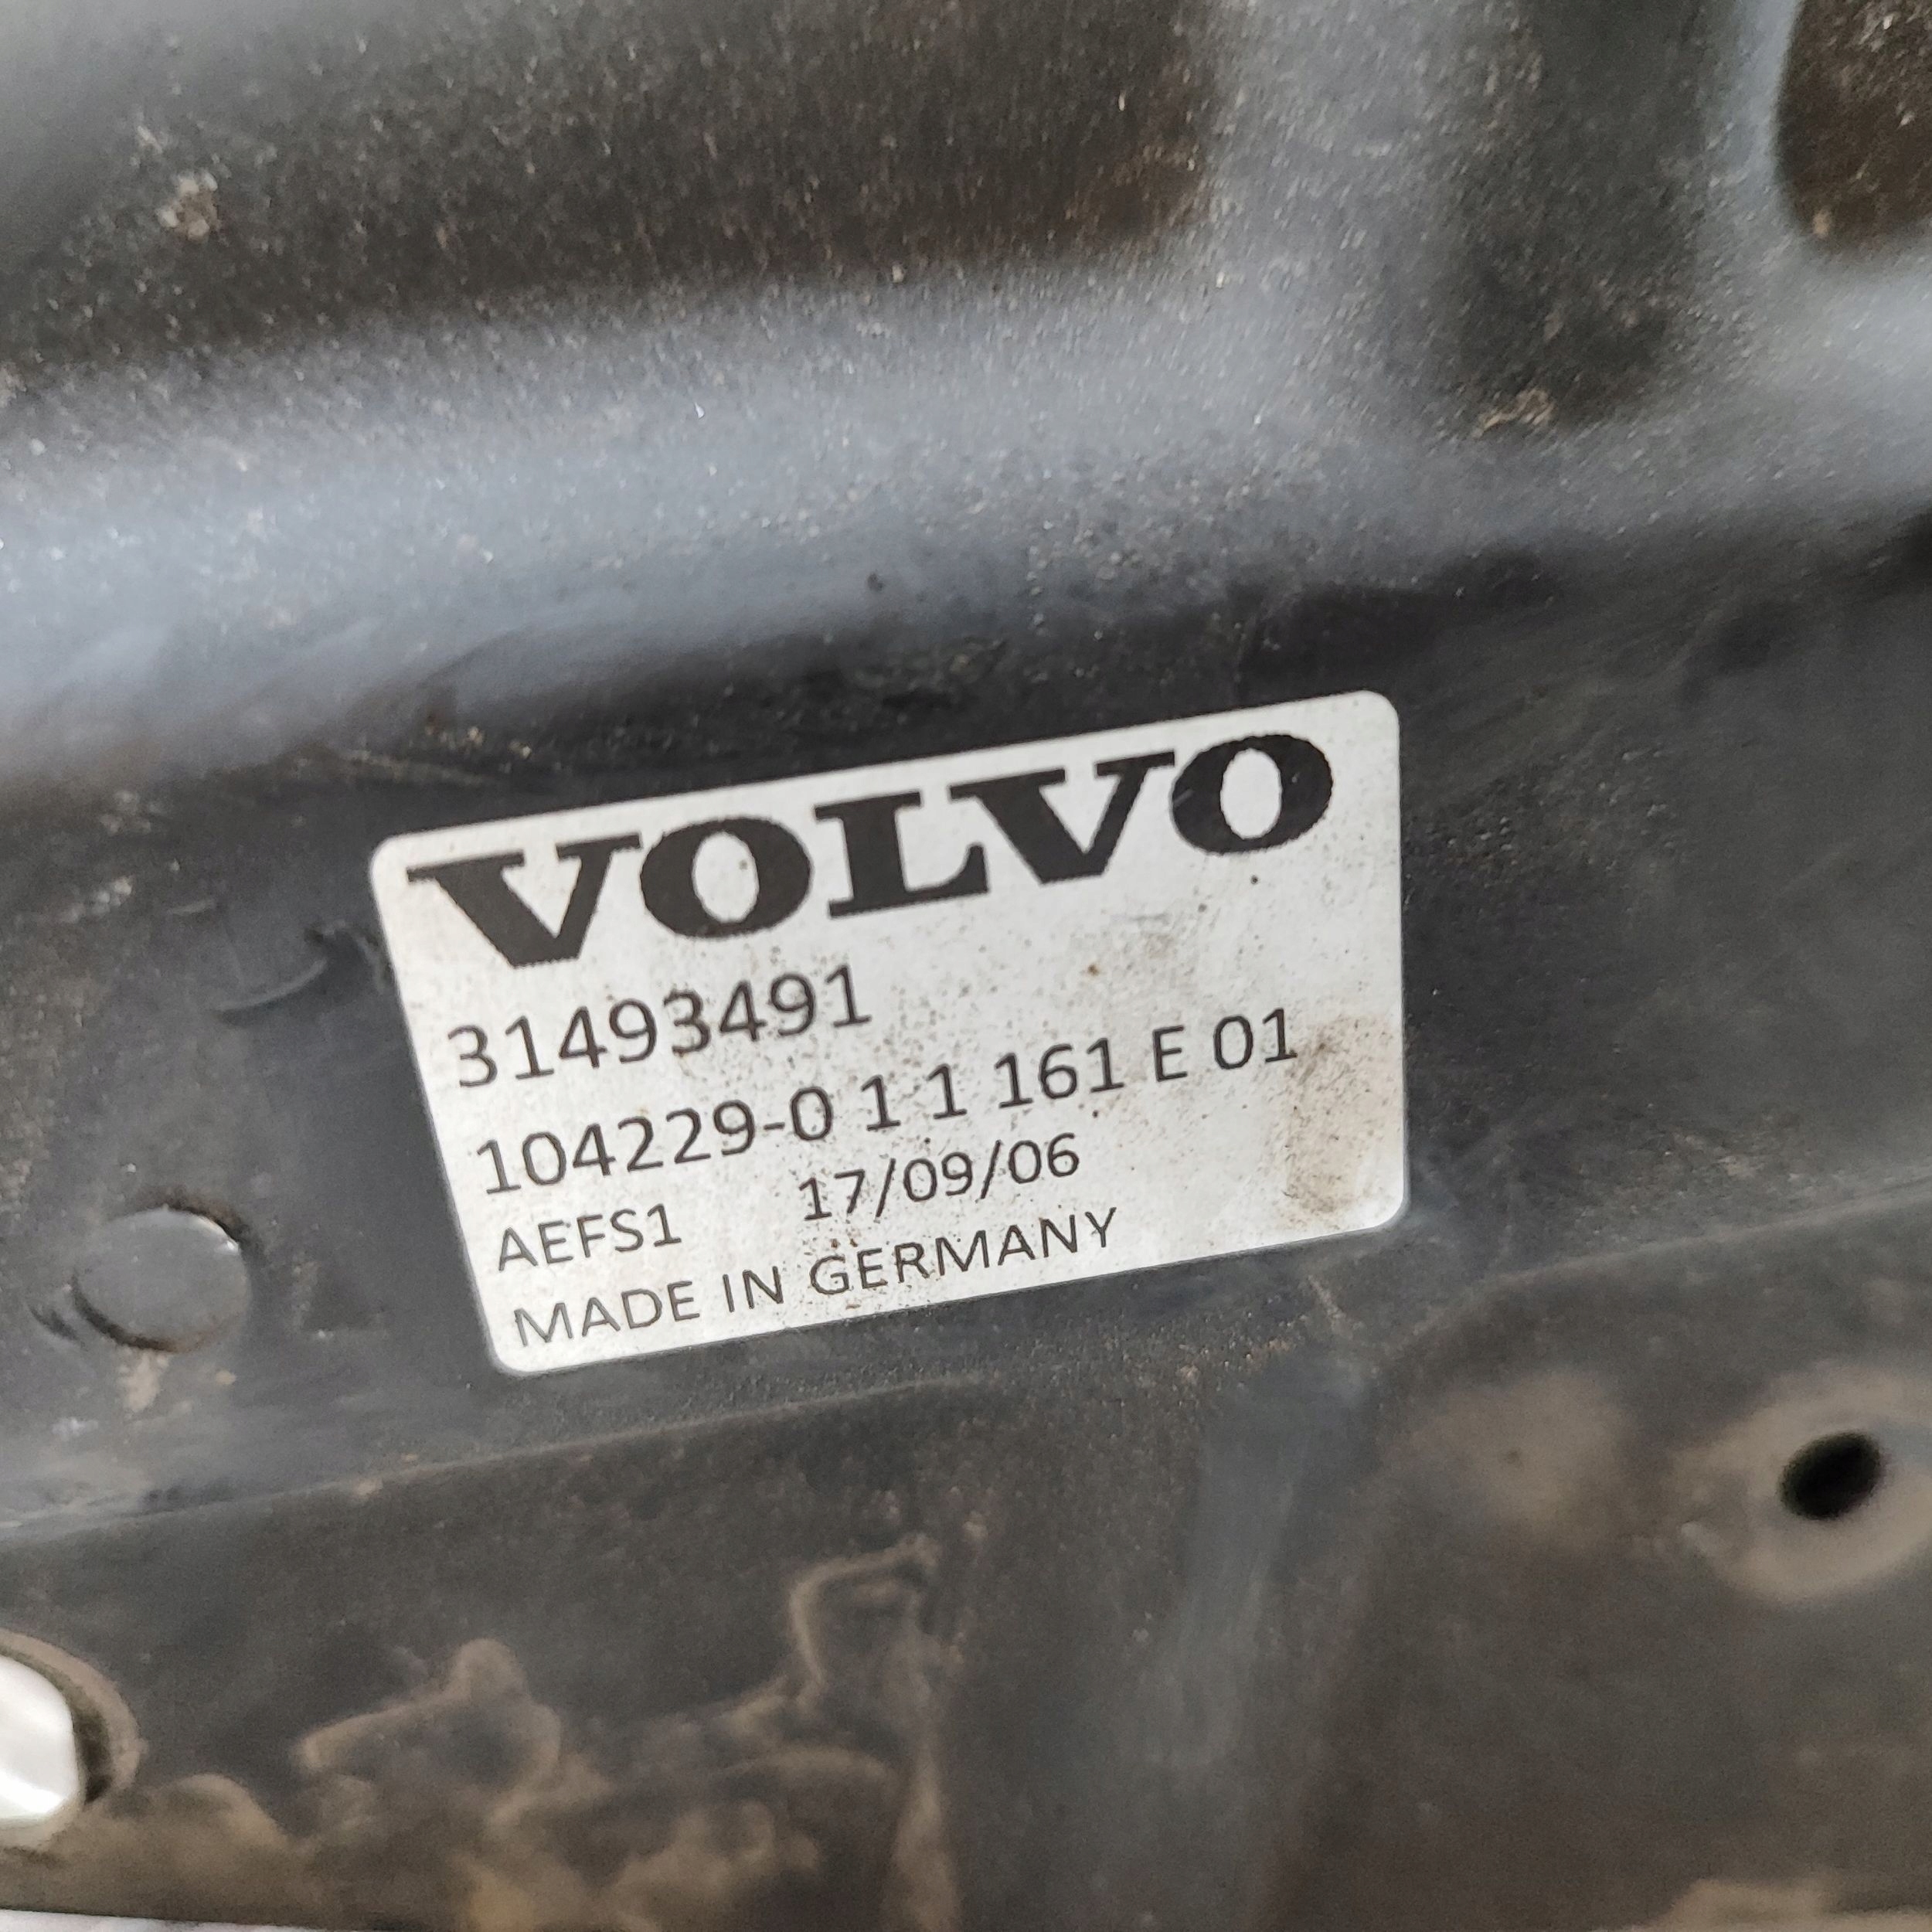 VOLVO
31493491
104229-0 1 1 161 E 01
AEFS1 17/09/06
MADE IN GERMANY